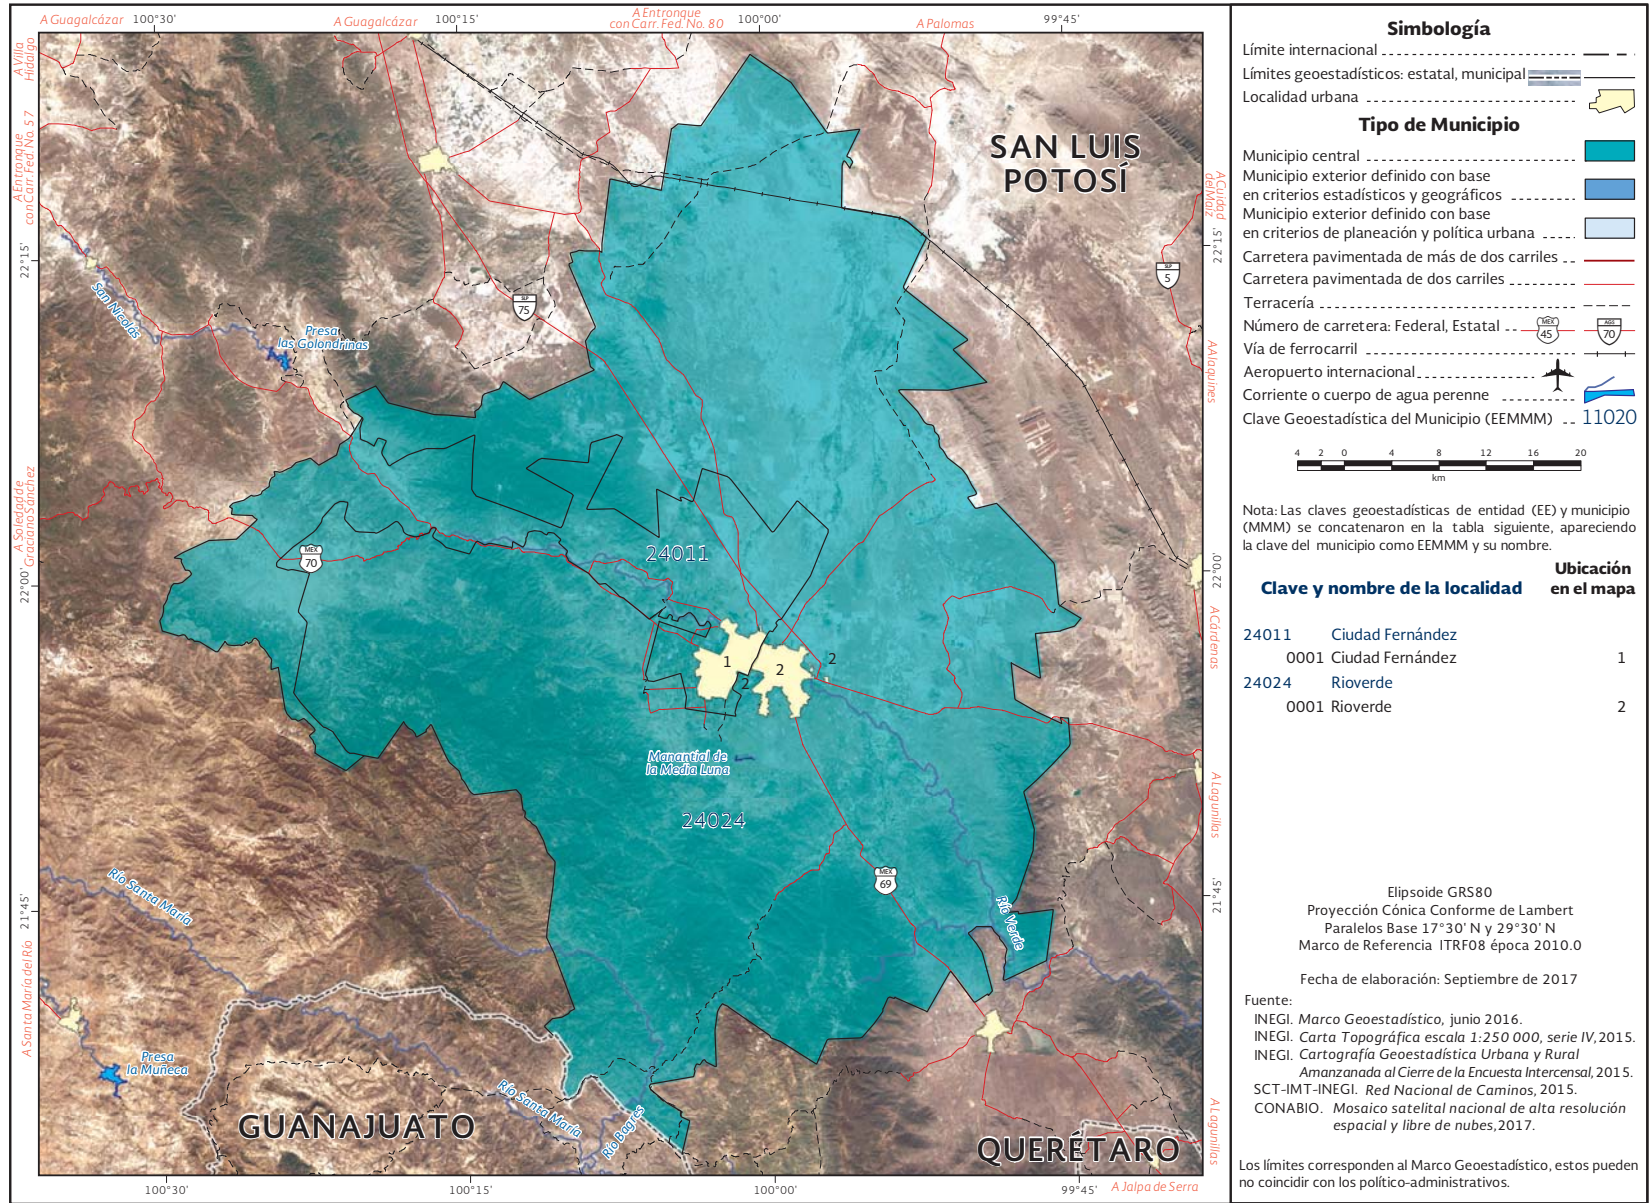 A Guagalcázar
100°30'
A Guagalcázar
100°15'
A Entronque
con Carr. Fed. No. 80
100°00'
A Palomas
99°45'
A Villa
Hidalgo
A Entronque
con Carr. Fed. No. 57
22°15'
A Soledad de
Graciano Sánchez
22°00'
21°45'
A Santa María del Río
SAN LUIS
POTOSÍ
A Cuidad
del Maíz
22°15'
SLP
5
SLP
75
San Nicolás
Presa
las Golondrinas
A Alaquines
MEX
70
24011
22°00'
A Cárdenas
1
2
2
2
Manantial de
la Media Luna
24024
A Lagunillas
MEX
69
21°45'
Río Verde
Río Santa María
Presa
la Muñeca
Río Santa María
Río Bagres
GUANAJUATO
QUERÉTARO
A Lagunillas
100°30'
100°15'
100°00'
99°45'
A Jalpa de Serra
Simbología
Límite internacional
Límites geoestadísticos: estatal, municipal
Localidad urbana
Tipo de Municipio
Municipio central
Municipio exterior definido con base
en criterios estadísticos y geográficos
Municipio exterior definido con base
en criterios de planeación y política urbana
Carretera pavimentada de más de dos carriles
Carretera pavimentada de dos carriles
Terracería
Número de carretera: Federal, Estatal MEX 45 AGS 70
Vía de ferrocarril
Aeropuerto internacional
Corriente o cuerpo de agua perenne
Clave Geoestadística del Municipio (EEMMM) 11020
4 2 0 4 8 12 16 20
km
Nota: Las claves geoestadísticas de entidad (EE) y municipio
(MMM) se concatenaron en la tabla siguiente, apareciendo
la clave del municipio como EEMMM y su nombre.
Clave y nombre de la localidad Ubicación
en el mapa
24011 Ciudad Fernández
0001 Ciudad Fernández 1
24024 Rioverde
0001 Rioverde 2
Elipsoide GRS80
Proyección Cónica Conforme de Lambert
Paralelos Base 17°30' N y 29°30' N
Marco de Referencia ITRF08 época 2010.0
Fecha de elaboración: Septiembre de 2017
Fuente:
INEGI. Marco Geoestadístico, junio 2016.
INEGI. Carta Topográfica escala 1:250 000, serie IV, 2015.
INEGI. Cartografía Geoestadística Urbana y Rural
Amanzanada al Cierre de la Encuesta Intercensal, 2015.
SCT-IMT-INEGI. Red Nacional de Caminos, 2015.
CONABIO. Mosaico satelital nacional de alta resolución
espacial y libre de nubes, 2017.
Los límites corresponden al Marco Geoestadístico, estos pueden
no coincidir con los político-administrativos.